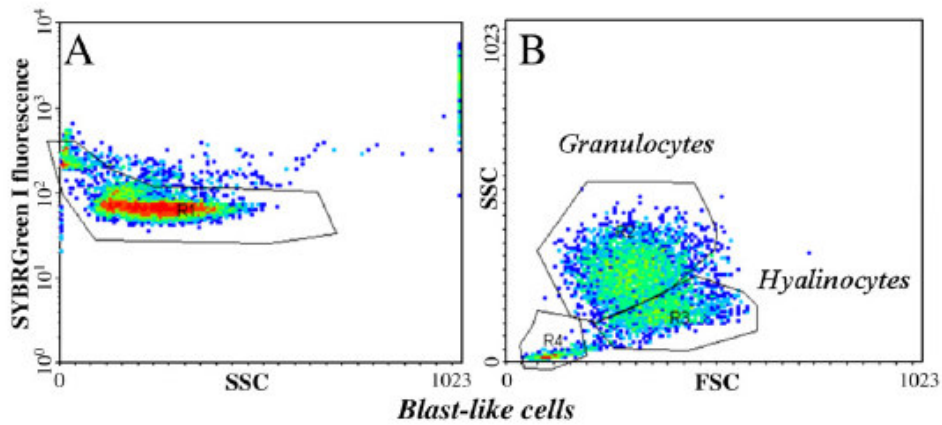 A
SYBRGreen I fluorescence
10⁴
10³
10²
10¹
10⁰
R1
0
SSC
1023
B
1023
SSC
0
Granulocytes
Hyalinocytes
R3
R4
0
FSC
1023
Blast-like cells